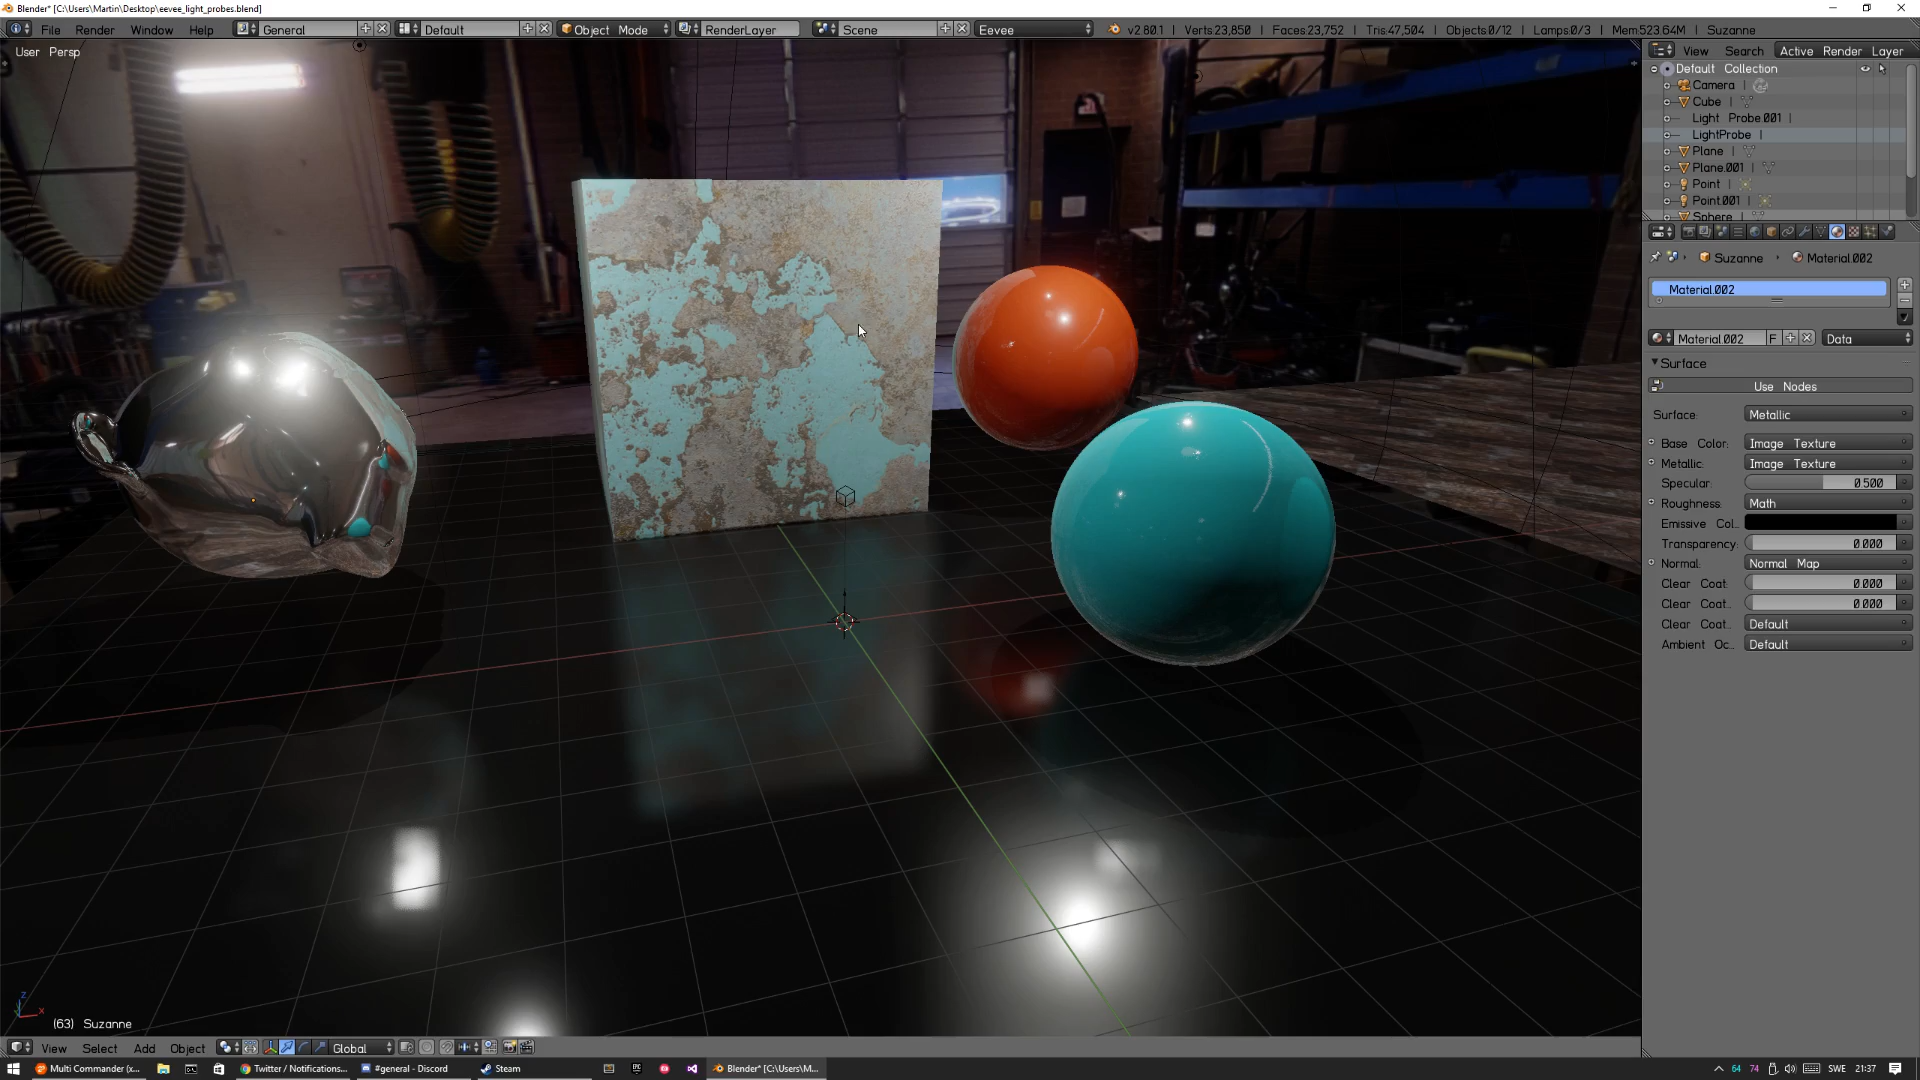 Blender* [C:\Users\Martin\Desktop\eevee_light_probes.blend]
File Render Window Help General Default Object Mode RenderLayer Scene Eevee v2.80.1 Verts:23,850 | Faces:23,752 | Tris:47,504 | Objects:0/12 | Lamps:0/3 | Mem:523.64M | Suzanne
User Persp
View Search Active Render Layer
Default Collection
Camera
Cube
Light Probe.001
LightProbe
Plane
Plane.001
Point
Point.001
Sphere
Suzanne Material.002
Material.002
Material.002 F Data
Surface
Use Nodes
Surface: Metallic
Base Color: Image Texture
Metallic: Image Texture
Specular: 0.500
Roughness: Math
Emissive Col..
Transparency: 0.000
Normal: Normal Map
Clear Coat: 0.000
Clear Coat.. 0.000
Clear Coat.. Default
Ambient Oc.. Default
z
x
(63) Suzanne
View Select Add Object Global
Multi Commander (x... Twitter / Notifications... #general - Discord Steam Blender* [C:\Users\M... 64 74 SWE 21:37